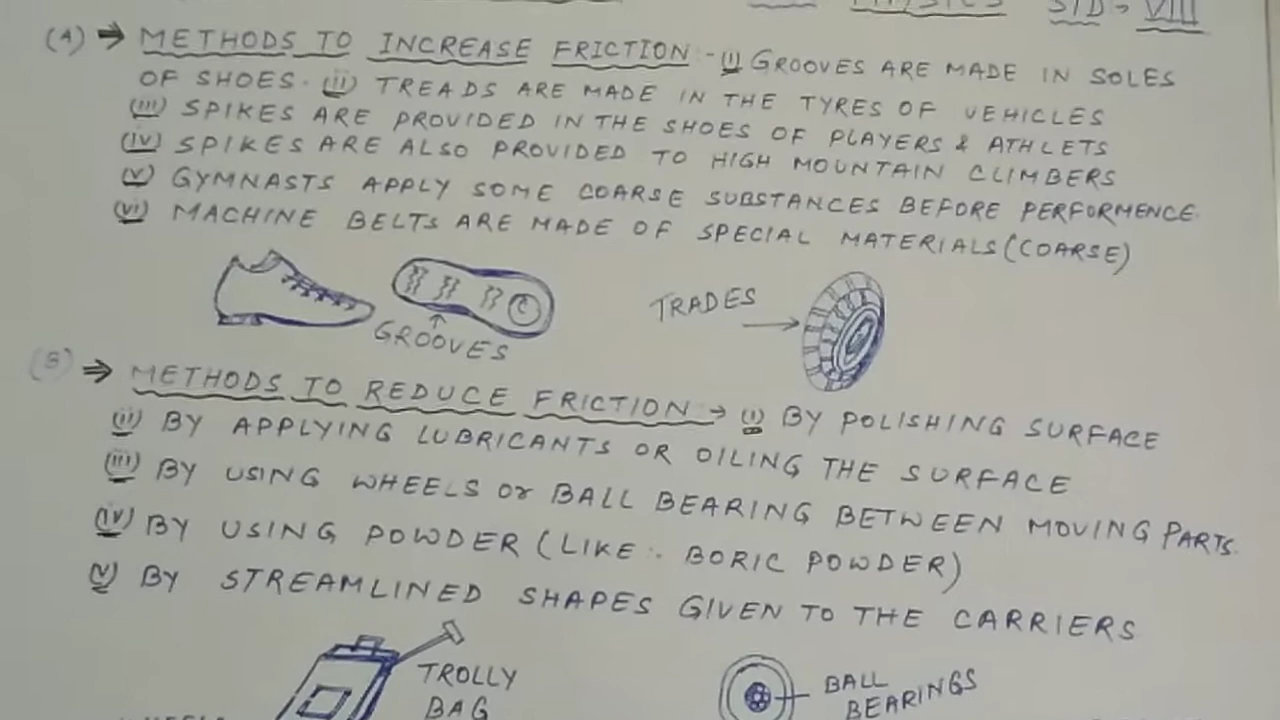 PHYSICS STD → VIII
(A) → METHODS TO INCREASE FRICTION :- (i) GROOVES ARE MADE IN SOLES
OF SHOES. (ii) TREADS ARE MADE IN THE TYRES OF VEHICLES
(iii) SPIKES ARE PROVIDED IN THE SHOES OF PLAYERS & ATHLETS
(iv) SPIKES ARE ALSO PROVIDED TO HIGH MOUNTAIN CLIMBERS
(v) GYMNASTS APPLY SOME COARSE SUBSTANCES BEFORE PERFORMENCE.
(vi) MACHINE BELTS ARE MADE OF SPECIAL MATERIALS (COARSE)
GROOVES
TRADES
(B) ⇒ METHODS TO REDUCE FRICTION → (i) BY POLISHING SURFACE
(ii) BY APPLYING LUBRICANTS OR OILING THE SURFACE
(iii) BY USING WHEELS or BALL BEARING BETWEEN MOVING PARTS.
(iv) BY USING POWDER (LIKE :- BORIC POWDER)
(v) BY STREAMLINED SHAPES GIVEN TO THE CARRIERS
TROLLY
BAG
BALL
BEARINGS